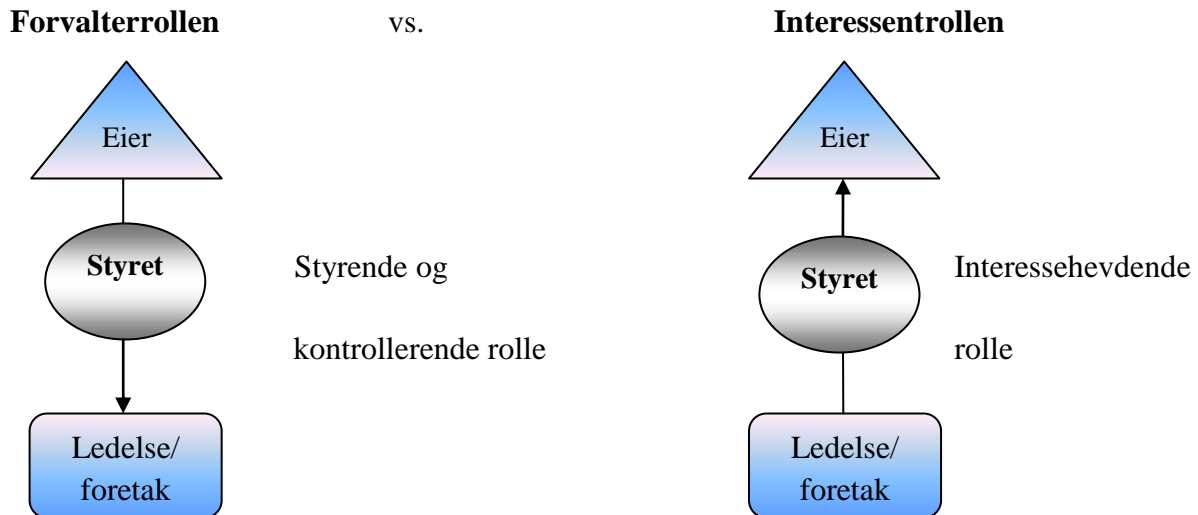 Forvalterrollen vs. Interessentrollen
Eier
Styret
Styrende og
kontrollerende rolle
Ledelse/
foretak
Eier
Styret
Interessehevdende
rolle
Ledelse/
foretak